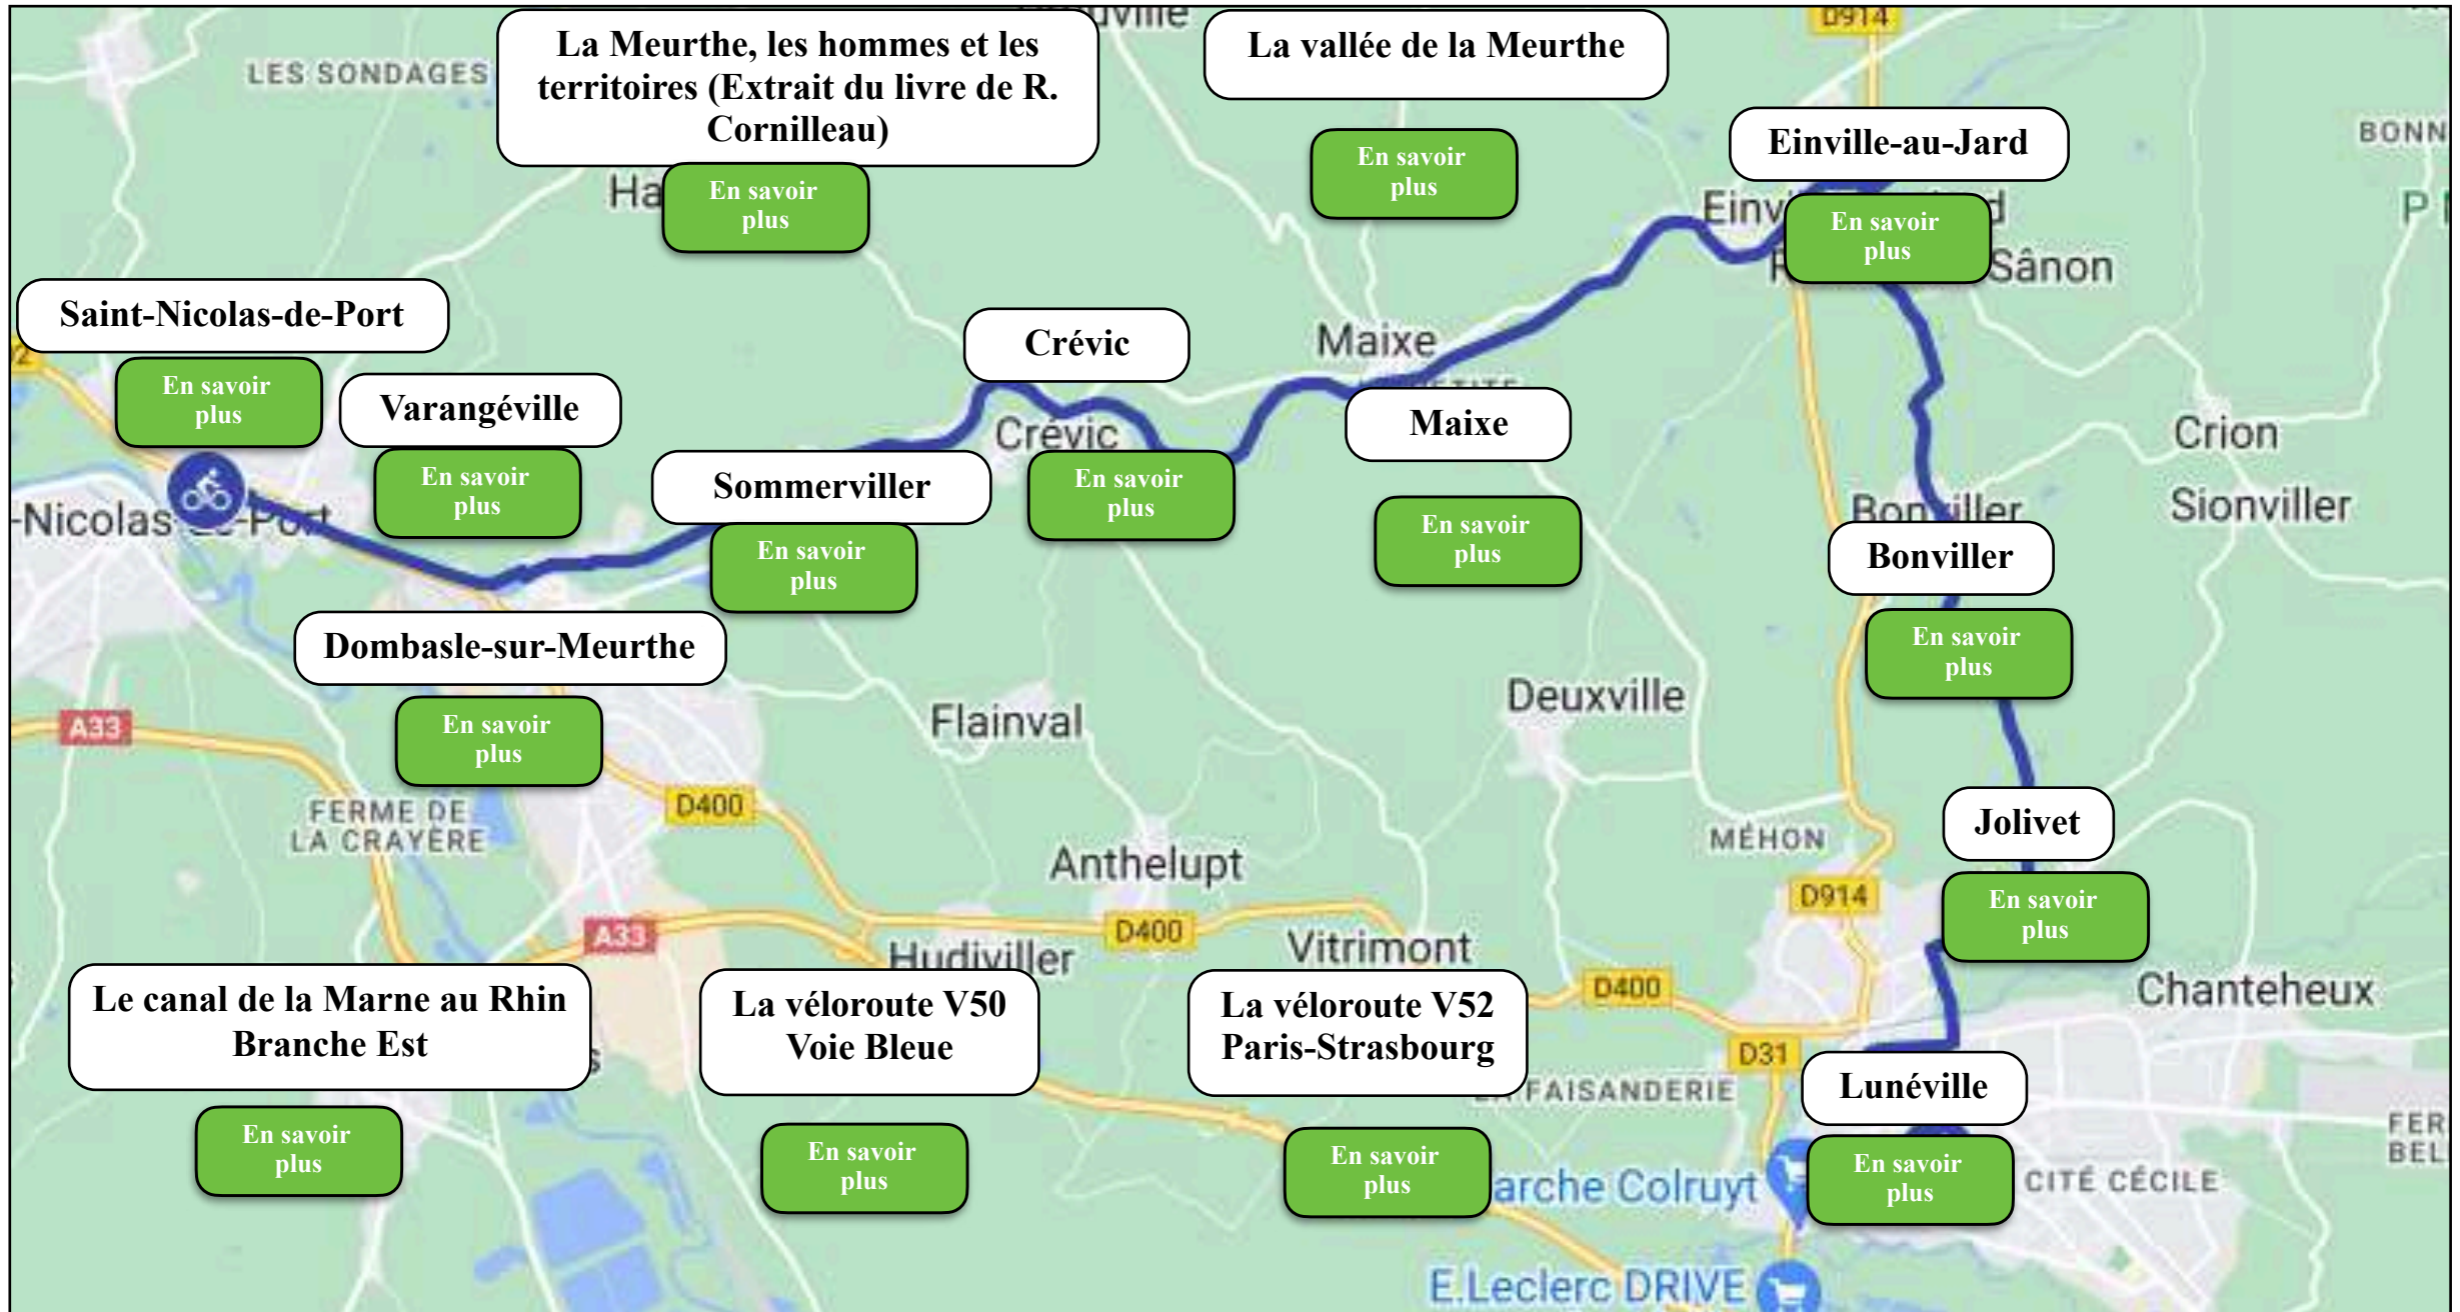 D914
LES SONDAGES
La Meurthe, les hommes et les
territoires (Extrait du livre de R.
Cornilleau)
En savoir
plus
La vallée de la Meurthe
En savoir
plus
Einville-au-Jard
En savoir
plus
Sânon
Saint-Nicolas-de-Port
En savoir
plus
Varangéville
En savoir
plus
-Nicolas
Crévic
Crévic
En savoir
plus
Maixe
Maixe
En savoir
plus
Sommerviller
En savoir
plus
Crion
Sionviller
Bonviller
Bonviller
En savoir
plus
Dombasle-sur-Meurthe
En savoir
plus
A33
Flainval
Deuxville
FERME DE
LA CRAYÈRE
D400
Anthelupt
MÉHON
D914
Jolivet
En savoir
plus
A33
Hudiviller
D400
Vitrimont
D400
Chanteheux
Le canal de la Marne au Rhin
Branche Est
En savoir
plus
La véloroute V50
Voie Bleue
En savoir
plus
La véloroute V52
Paris-Strasbourg
En savoir
plus
D31
FAISANDERIE
Lunéville
En savoir
plus
CITÉ CÉCILE
arche Colruyt
E.Leclerc DRIVE